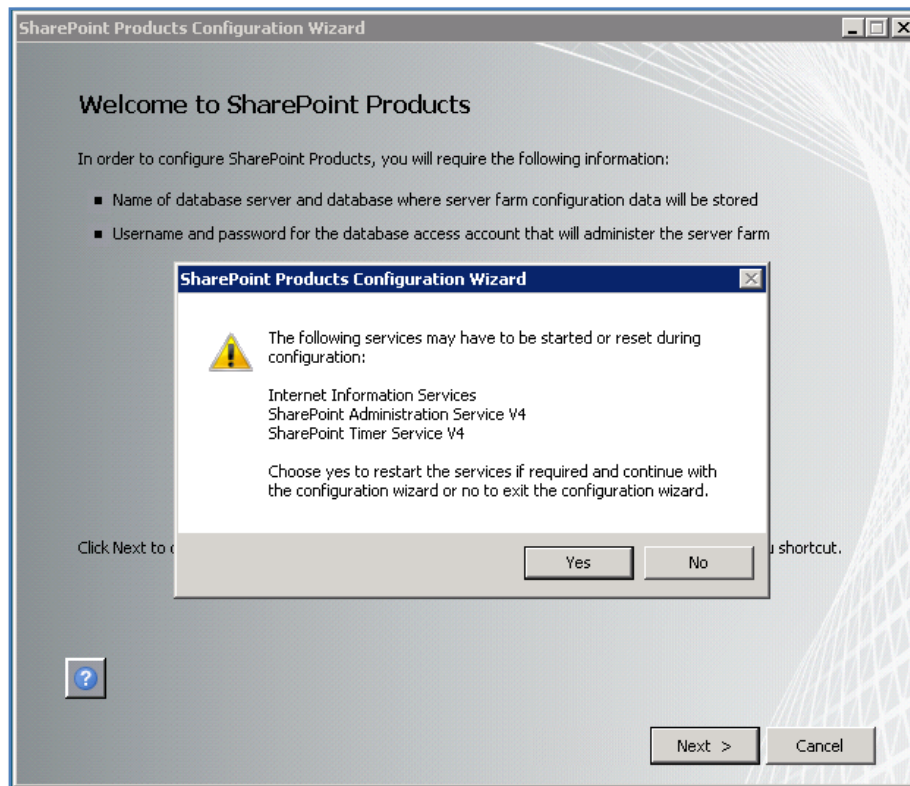 SharePoint Products Configuration Wizard
Welcome to SharePoint Products
In order to configure SharePoint Products, you will require the following information:
Name of database server and database where server farm configuration data will be stored
Username and password for the database access account that will administer the server farm
SharePoint Products Configuration Wizard
The following services may have to be started or reset during
configuration:
Internet Information Services
SharePoint Administration Service V4
SharePoint Timer Service V4
Choose yes to restart the services if required and continue with
the configuration wizard or no to exit the configuration wizard.
Click Next to shortcut.
Yes No
?
Next > Cancel